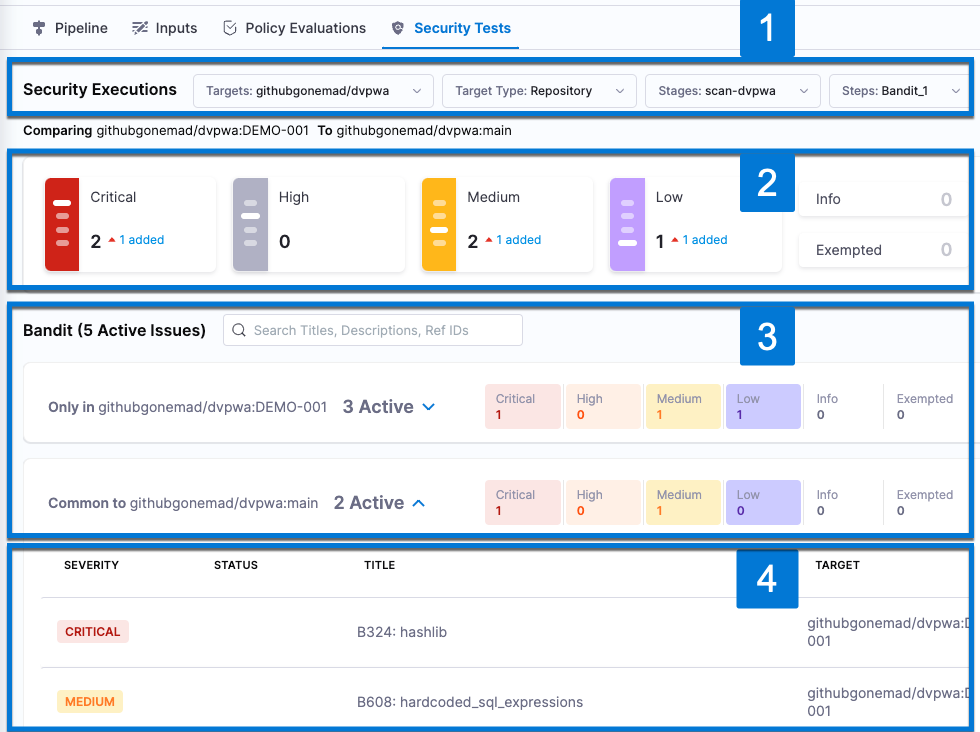 Pipeline Inputs Policy Evaluations Security Tests 1
Security Executions Targets: githubgonemad/dvpwa Target Type: Repository Stages: scan-dvpwa Steps: Bandit_1
Comparing githubgonemad/dvpwa:DEMO-001 To githubgonemad/dvpwa:main
2
Critical High Medium Low Info 0
2 1 added 0 2 1 added 1 1 added
Exempted 0
Bandit (5 Active Issues) Search Titles, Descriptions, Ref IDs 3
Only in githubgonemad/dvpwa:DEMO-001 3 Active
Critical High Medium Low Info Exempted
1 0 1 1 0 0
Common to githubgonemad/dvpwa:main 2 Active
Critical High Medium Low Info Exempted
1 0 1 0 0 0
4
SEVERITY STATUS TITLE TARGET
CRITICAL B324: hashlib githubgonemad/dvpwa:D
001
MEDIUM B608: hardcoded_sql_expressions githubgonemad/dvpwa:D
001